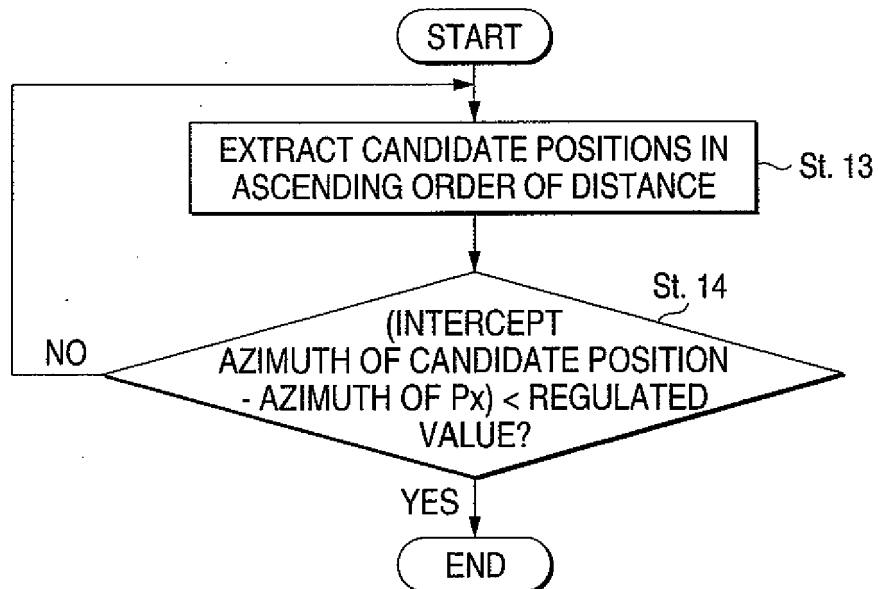 START
EXTRACT CANDIDATE POSITIONS IN
ASCENDING ORDER OF DISTANCE
St. 13
St. 14
(INTERCEPT
AZIMUTH OF CANDIDATE POSITION
- AZIMUTH OF Px) < REGULATED
VALUE?
NO
YES
END